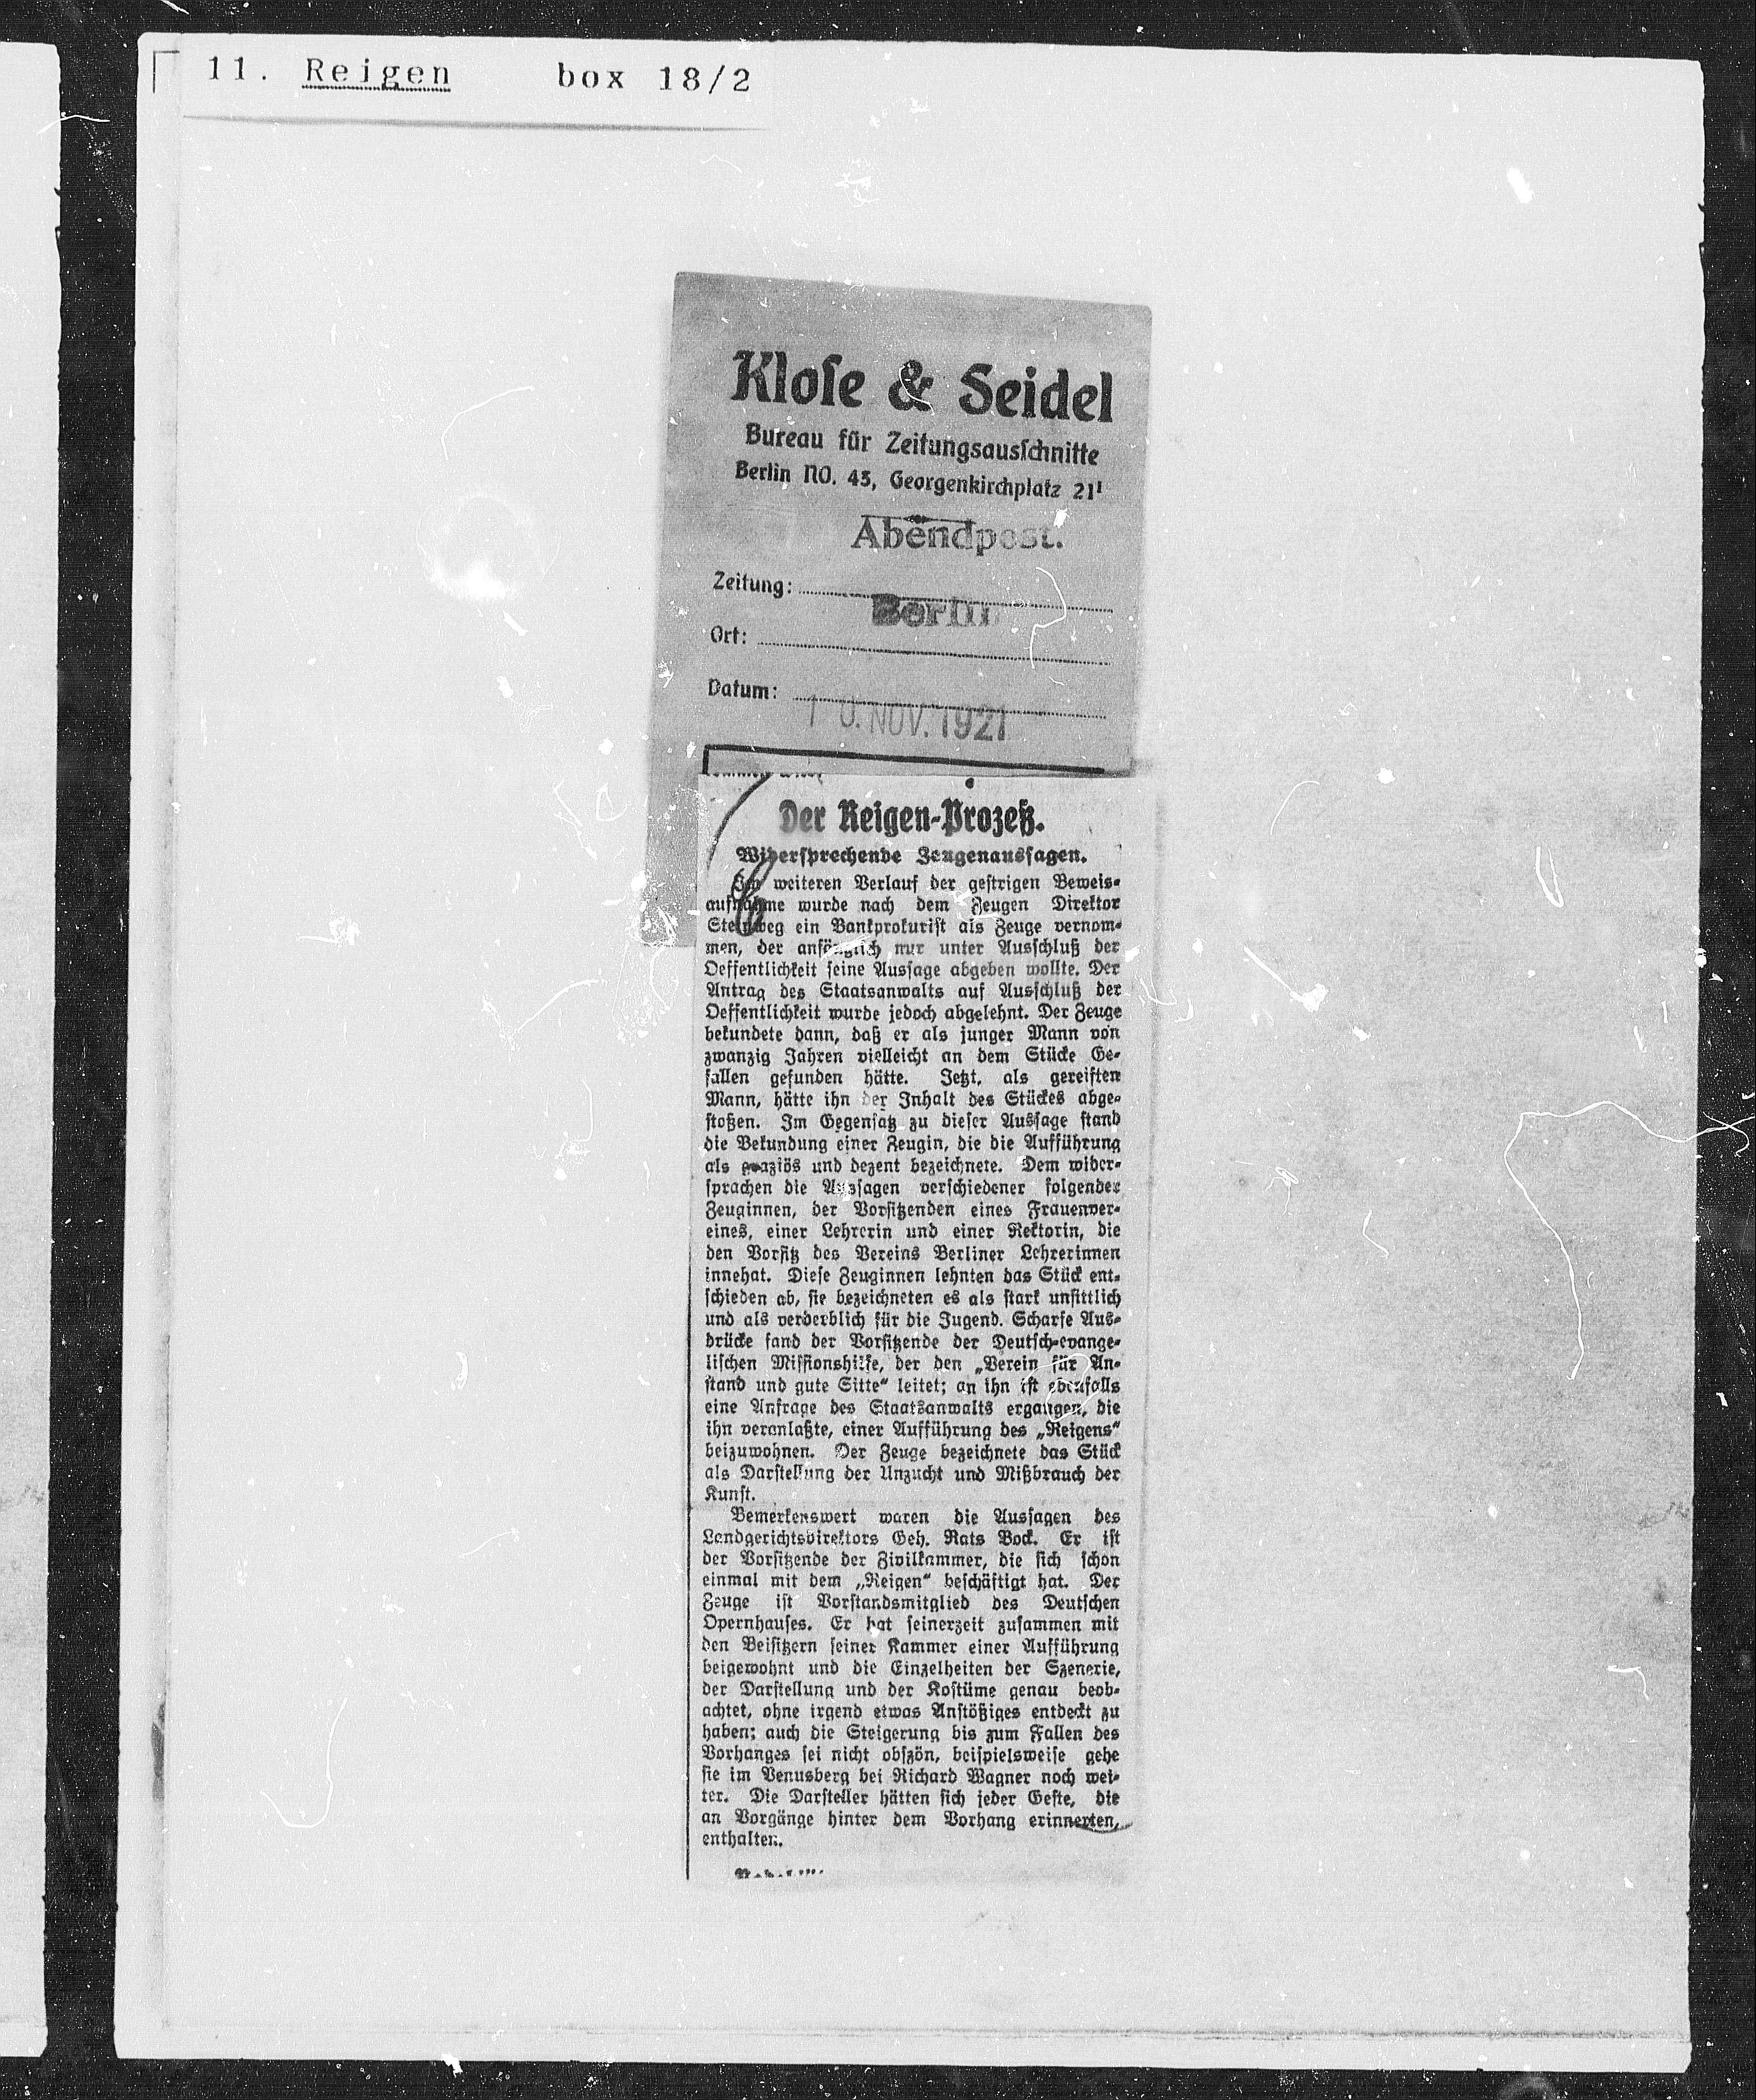 11. Reigen box 18/2
Klose & Seidel
Bureau für Zeitungsausschnitte
Berlin NO. 43, Georgenkirchplatz 21¹
Abendpost.
Zeitung:
Berlin
Ort:
Datum:
10. NOV. 1921
Der Reigen-Prozeß.
Widersprechende Zeugenaussagen.
Im weiteren Verlauf der gestrigen Beweis-
aufnahme wurde nach dem Zeugen Direktor
Steinweg ein Bankprokurist als Zeuge vernom-
men, der anfänglich nur unter Ausschluß der
Oeffentlichkeit seine Aussage abgeben wollte. Der
Antrag des Staatsanwalts auf Ausschluß der
Oeffentlichkeit wurde jedoch abgelehnt. Der Zeuge
bekundete dann, daß er als junger Mann von
zwanzig Jahren vielleicht an dem Stücke Ge-
fallen gefunden hätte. Jetzt, als gereiften
Mann, hätte ihn der Inhalt des Stückes abge-
stoßen. Im Gegensatz zu dieser Aussage stand
die Bekundung einer Zeugin, die die Aufführung
als graziös und dezent bezeichnete. Dem wider-
sprachen die Aussagen verschiedener folgender
Zeuginnen, der Vorsitzenden eines Frauenver-
eines, einer Lehrerin und einer Rektorin, die
den Vorsitz des Vereins Berliner Lehrerinnen
innehat. Diese Zeuginnen lehnten das Stück ent-
schieden ab, sie bezeichneten es als stark unsittlich
und als verderblich für die Jugend. Scharfe Aus-
drücke fand der Vorsitzende der Deutsch-evange-
lischen Missionshilfe, der den „Verein für An-
stand und gute Sitte“ leitet; an ihn ist ebenfalls
eine Anfrage des Staatsanwalts ergangen, die
ihn veranlaßte, einer Aufführung des „Reigens“
beizuwohnen. Der Zeuge bezeichnete das Stück
als Darstellung der Unzucht und Mißbrauch der
Kunst.
Bemerkenswert waren die Aussagen des
Landgerichtsdirektors Geh. Rats Bock. Er ist
der Vorsitzende der Zivilkammer, die sich schon
einmal mit dem „Reigen“ beschäftigt hat. Der
Zeuge ist Vorstandsmitglied des Deutschen
Opernhauses. Er hat seinerzeit zusammen mit
den Beisitzern seiner Kammer einer Aufführung
beigewohnt und die Einzelheiten der Szenerie,
der Darstellung und der Kostüme genau beob-
achtet, ohne irgend etwas Anstößiges entdeckt zu
haben; auch die Steigerung bis zum Fallen des
Vorhanges sei nicht obszön, beispielsweise gehe
sie im Venusberg bei Richard Wagner noch wei-
ter. Die Darsteller hätten sich jeder Geste, die
an Vorgänge hinter dem Vorhang erinnerten,
enthalten.